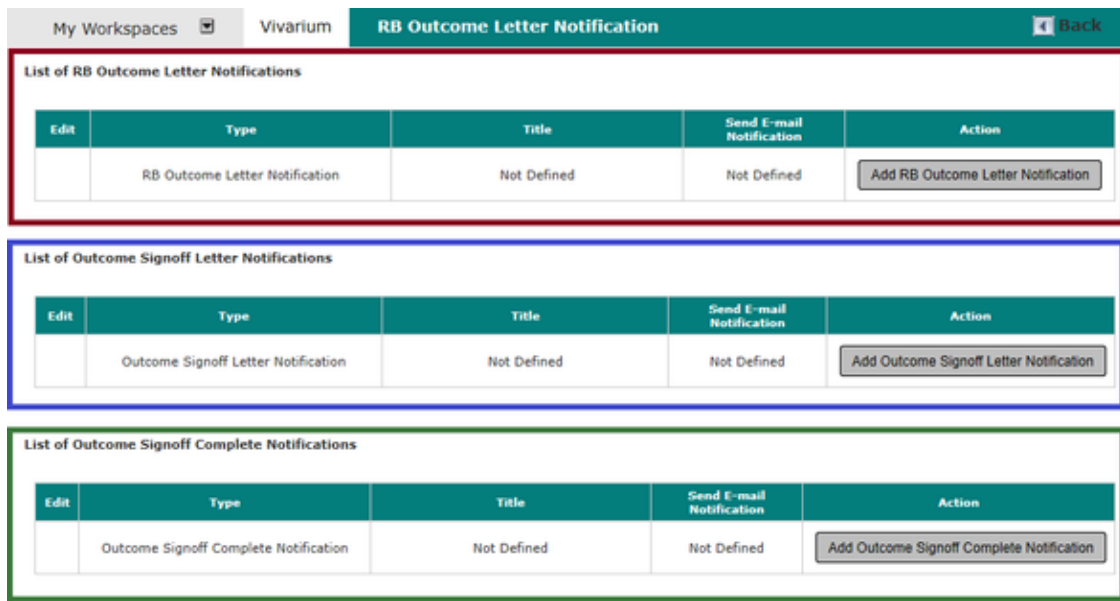 My Workspaces Vivarium RB Outcome Letter Notification Back
List of RB Outcome Letter Notifications
Edit Type Title Send E-mail Notification Action
RB Outcome Letter Notification Not Defined Not Defined Add RB Outcome Letter Notification
List of Outcome Signoff Letter Notifications
Edit Type Title Send E-mail Notification Action
Outcome Signoff Letter Notification Not Defined Not Defined Add Outcome Signoff Letter Notification
List of Outcome Signoff Complete Notifications
Edit Type Title Send E-mail Notification Action
Outcome Signoff Complete Notification Not Defined Not Defined Add Outcome Signoff Complete Notification